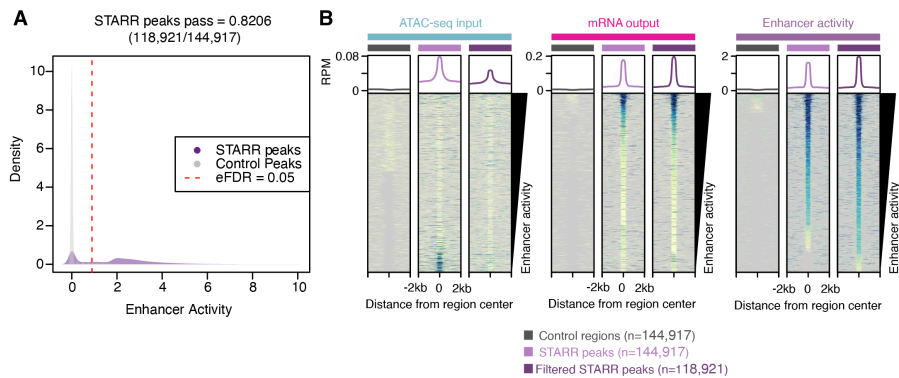 A
STARR peaks pass = 0.8206
(118,921/144,917)
Density
10
8
6
4
2
0
STARR peaks
Control Peaks
eFDR = 0.05
0 2 4 6 8 10
Enhancer Activity
B
ATAC-seq input
mRNA output
Enhancer activity
RPM
0.08
0
0.2
0
2
0
Enhancer activity
Enhancer activity
Enhancer activity
-2kb 0 2kb
-2kb 0 2kb
-2kb 0 2kb
Distance from region center
Distance from region center
Distance from region center
Control regions (n=144,917)
STARR peaks (n=144,917)
Filtered STARR peaks (n=118,921)